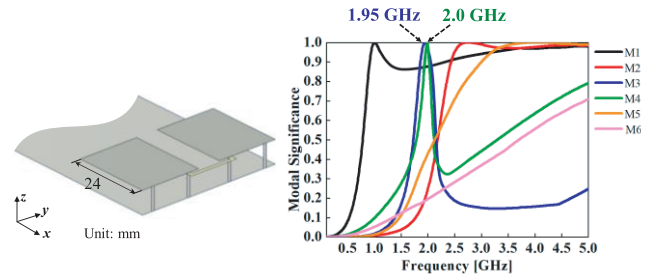 1.95 GHz
2.0 GHz
24
z
y
x
Unit: mm
Modal Significance
1.0
0.9
0.8
0.7
0.6
0.5
0.4
0.3
0.2
0.1
0.0
0.5 1.0 1.5 2.0 2.5 3.0 3.5 4.0 4.5 5.0
Frequency [GHz]
M1
M2
M3
M4
M5
M6